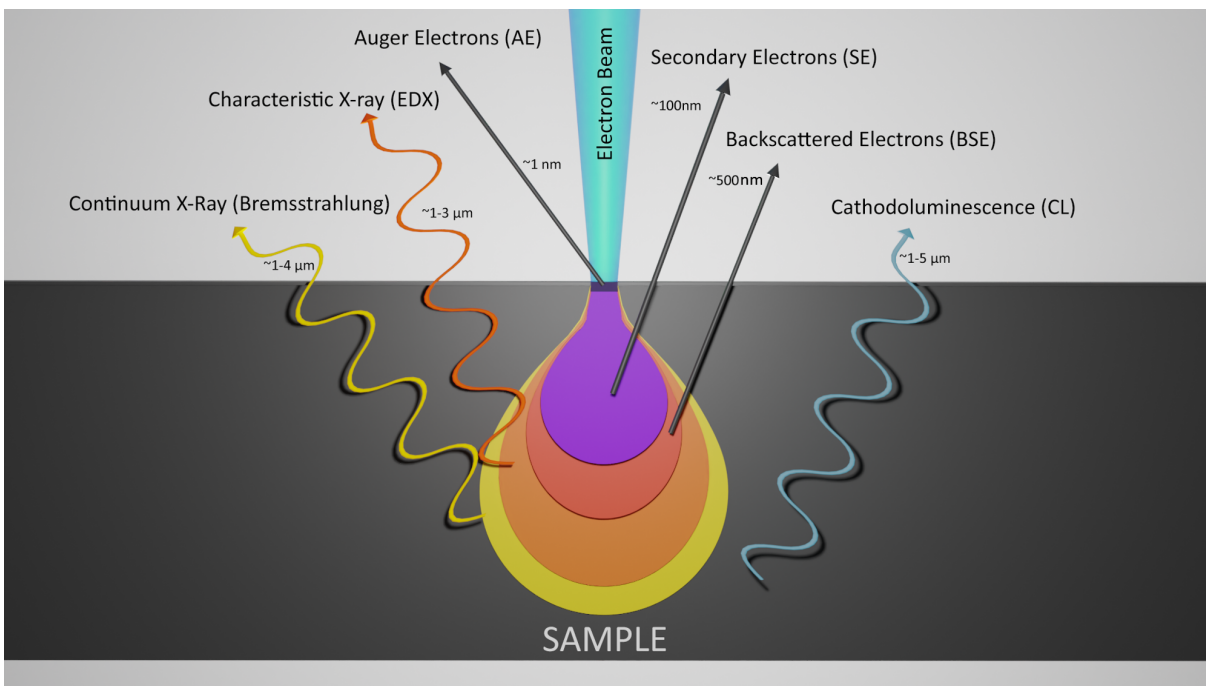 Auger Electrons (AE)
Electron Beam
Secondary Electrons (SE)
Characteristic X-ray (EDX)
~100nm
Backscattered Electrons (BSE)
~1 nm
~500nm
Continuum X-Ray (Bremsstrahlung)
~1-3 µm
Cathodoluminescence (CL)
~1-4 µm
~1-5 µm
SAMPLE